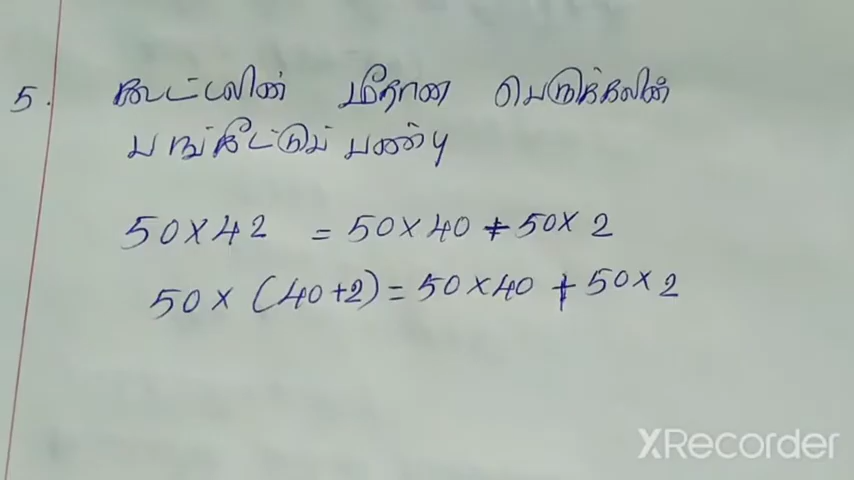 5. கூட்டலின் மீதான பெருக்கலின்
பங்கீட்டுப் பண்பு
50 × 42 = 50 × 40 + 50 × 2
50 × (40 + 2) = 50 × 40 + 50 × 2
XRecorder